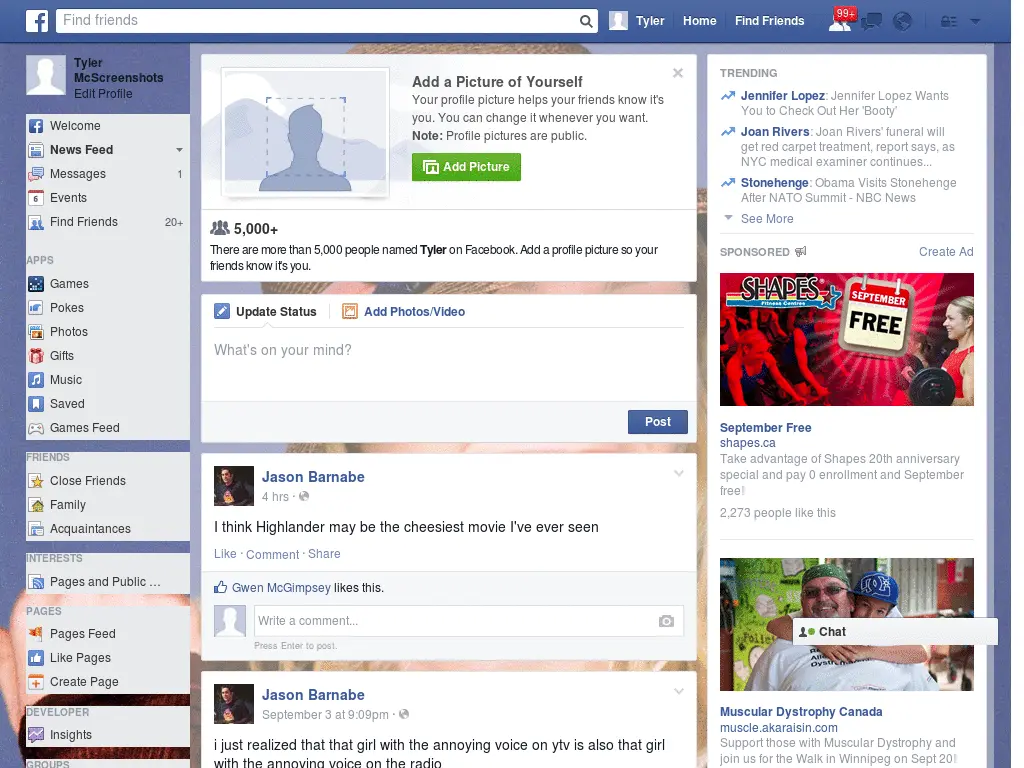 Find friends
Tyler
Home
Find Friends
99+
Tyler
McScreenshots
Edit Profile
Welcome
News Feed
Messages
1
Events
Find Friends
20+
APPS
Games
Pokes
Photos
Gifts
Music
Saved
Games Feed
FRIENDS
Close Friends
Family
Acquaintances
INTERESTS
Pages and Public ...
PAGES
Pages Feed
Like Pages
Create Page
DEVELOPER
Insights
GROUPS
Add a Picture of Yourself
Your profile picture helps your friends know it's
you. You can change it whenever you want.
Note: Profile pictures are public.
Add Picture
5,000+
There are more than 5,000 people named Tyler on Facebook. Add a profile picture so your
friends know it's you.
Update Status
Add Photos/Video
What's on your mind?
Post
Jason Barnabe
4 hrs ·
I think Highlander may be the cheesiest movie I've ever seen
Like · Comment · Share
Gwen McGimpsey likes this.
Write a comment...
Press Enter to post.
Jason Barnabe
September 3 at 9:09pm ·
i just realized that that girl with the annoying voice on ytv is also that girl
with the annoying voice on the radio
TRENDING
Jennifer Lopez: Jennifer Lopez Wants
You to Check Out Her 'Booty'
Joan Rivers: Joan Rivers' funeral will
get red carpet treatment, report says, as
NYC medical examiner continues...
Stonehenge: Obama Visits Stonehenge
After NATO Summit - NBC News
See More
SPONSORED
Create Ad
SHAPES
Fitness Centres
SEPTEMBER
FREE
September Free
shapes.ca
Take advantage of Shapes 20th anniversary
special and pay 0 enrollment and September
free!
2,273 people like this
Chat
Muscular Dystrophy Canada
muscle.akaraisin.com
Support those with Muscular Dystrophy and
join us for the Walk in Winnipeg on Sept 20!